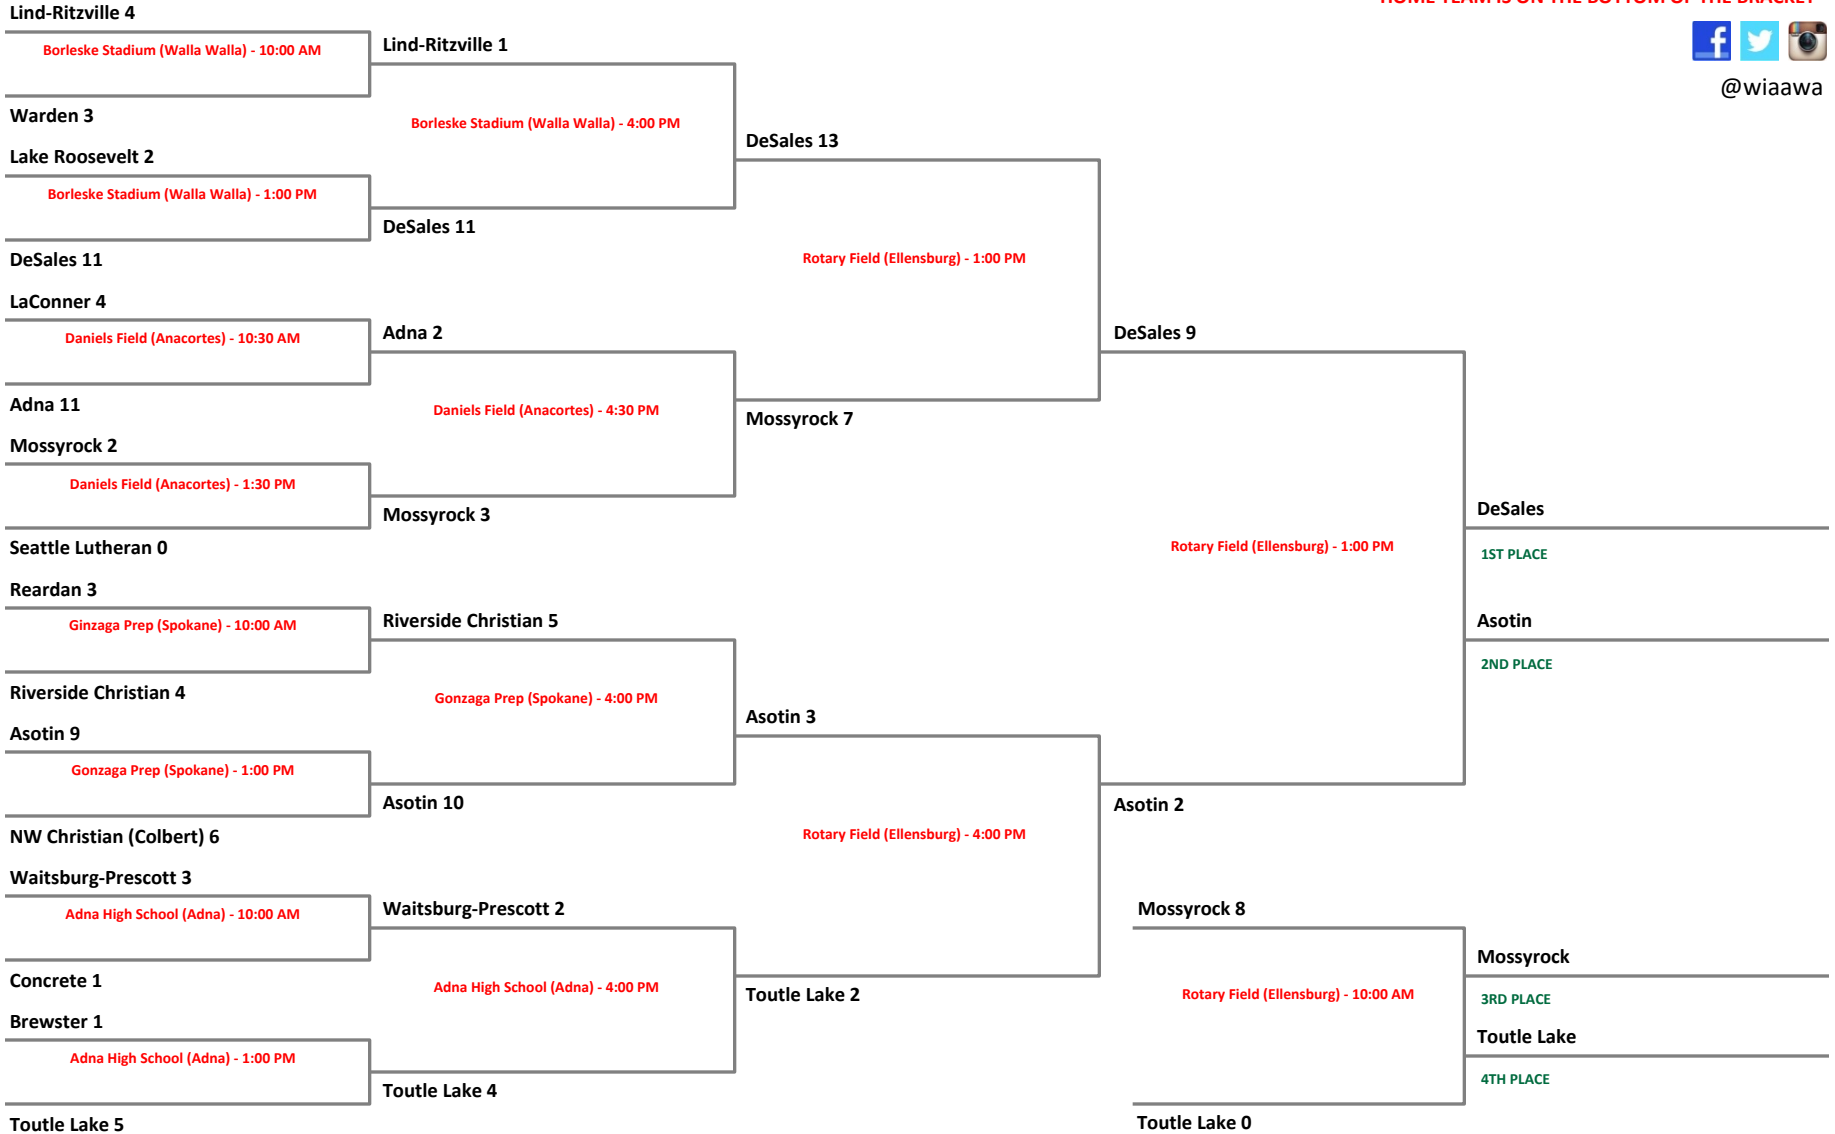 HOME TEAM IS ON THE BOTTOM OF THE BRACKET
@wiaawa
Lind-Ritzville 4
Borleske Stadium (Walla Walla) - 10:00 AM
Warden 3
Lake Roosevelt 2
Borleske Stadium (Walla Walla) - 1:00 PM
DeSales 11
LaConner 4
Daniels Field (Anacortes) - 10:30 AM
Adna 11
Mossyrock 2
Daniels Field (Anacortes) - 1:30 PM
Seattle Lutheran 0
Reardan 3
Ginzaga Prep (Spokane) - 10:00 AM
Riverside Christian 4
Asotin 9
Gonzaga Prep (Spokane) - 1:00 PM
NW Christian (Colbert) 6
Waitsburg-Prescott 3
Adna High School (Adna) - 10:00 AM
Concrete 1
Brewster 1
Adna High School (Adna) - 1:00 PM
Toutle Lake 5
Lind-Ritzville 1
Borleske Stadium (Walla Walla) - 4:00 PM
DeSales 11
Adna 2
Daniels Field (Anacortes) - 4:30 PM
Mossyrock 3
Riverside Christian 5
Gonzaga Prep (Spokane) - 4:00 PM
Asotin 10
Waitsburg-Prescott 2
Adna High School (Adna) - 4:00 PM
Toutle Lake 4
DeSales 13
Rotary Field (Ellensburg) - 1:00 PM
Mossyrock 7
Asotin 3
Rotary Field (Ellensburg) - 4:00 PM
Toutle Lake 2
DeSales 9
Rotary Field (Ellensburg) - 1:00 PM
Asotin 2
Mossyrock 8
Rotary Field (Ellensburg) - 10:00 AM
Toutle Lake 0
DeSales
1ST PLACE
Asotin
2ND PLACE
Mossyrock
3RD PLACE
Toutle Lake
4TH PLACE